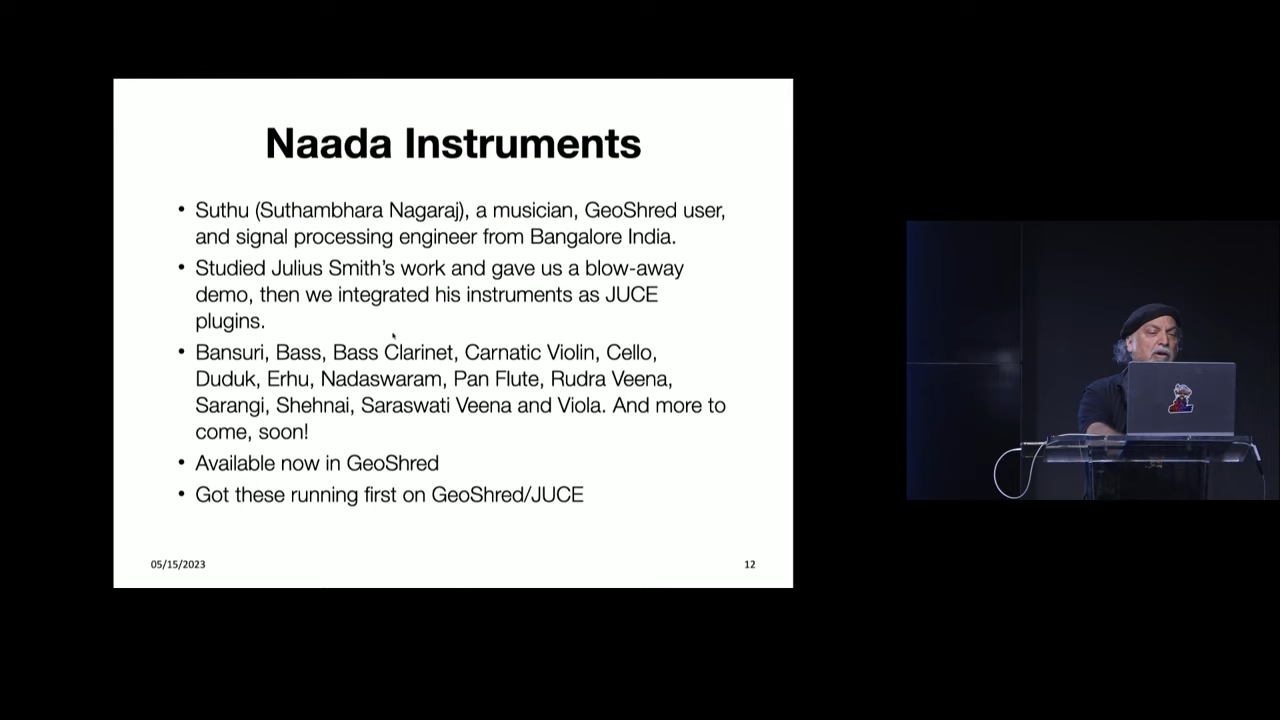 Naada Instruments
• Suthu (Suthambhara Nagaraj), a musician, GeoShred user,
and signal processing engineer from Bangalore India.
• Studied Julius Smith’s work and gave us a blow-away
demo, then we integrated his instruments as JUCE
plugins.
• Bansuri, Bass, Bass Clarinet, Carnatic Violin, Cello,
Duduk, Erhu, Nadaswaram, Pan Flute, Rudra Veena,
Sarangi, Shehnai, Saraswati Veena and Viola. And more to
come, soon!
• Available now in GeoShred
• Got these running first on GeoShred/JUCE
05/15/2023
12